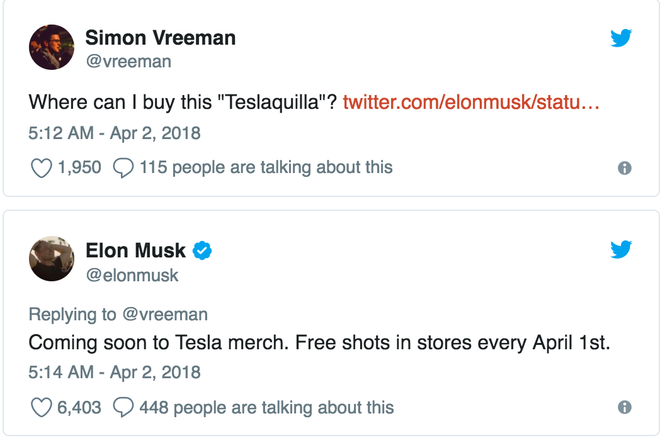 Simon Vreeman
@vreeman
Where can I buy this "Teslaquilla"? twitter.com/elonmusk/statu…
5:12 AM - Apr 2, 2018
1,950 115 people are talking about this
Elon Musk
@elonmusk
Replying to @vreeman
Coming soon to Tesla merch. Free shots in stores every April 1st.
5:14 AM - Apr 2, 2018
6,403 448 people are talking about this